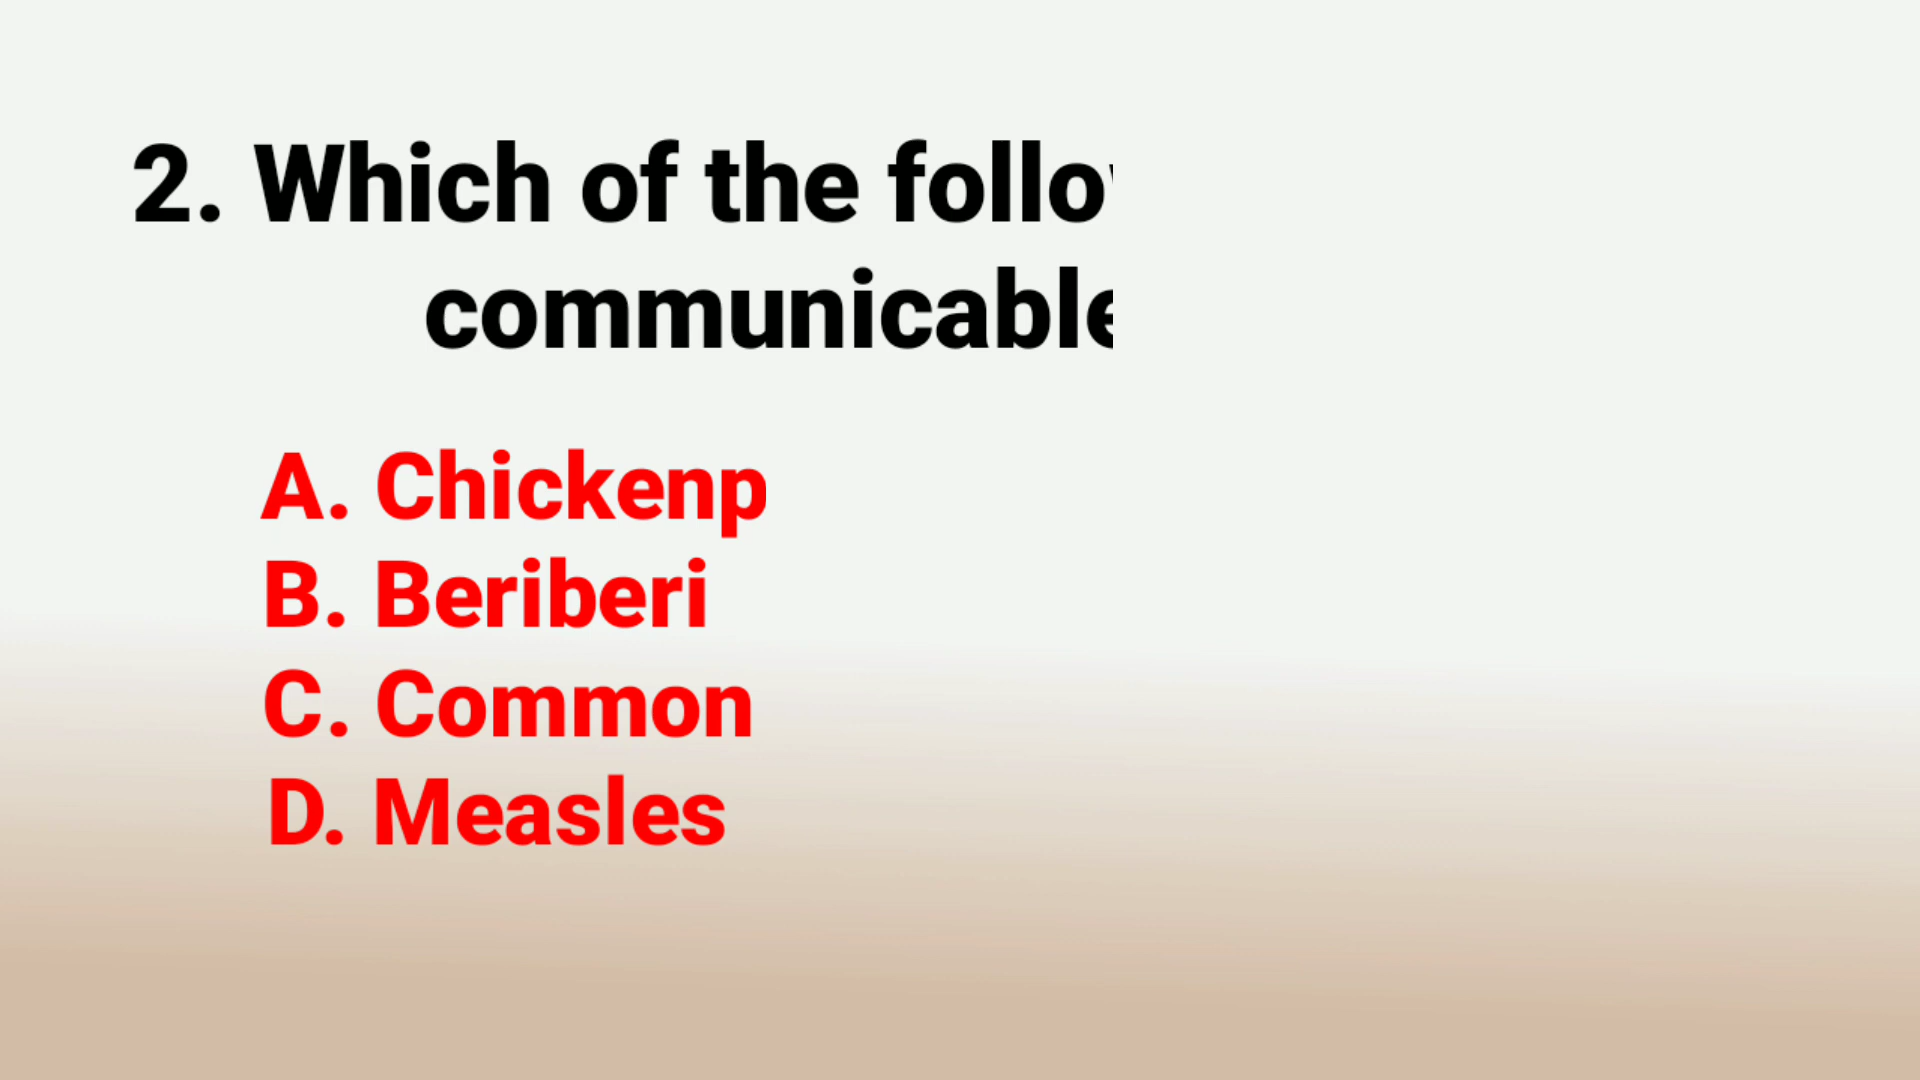 2. Which of the follo
communicable
A. Chickenp
B. Beriberi
C. Common
D. Measles